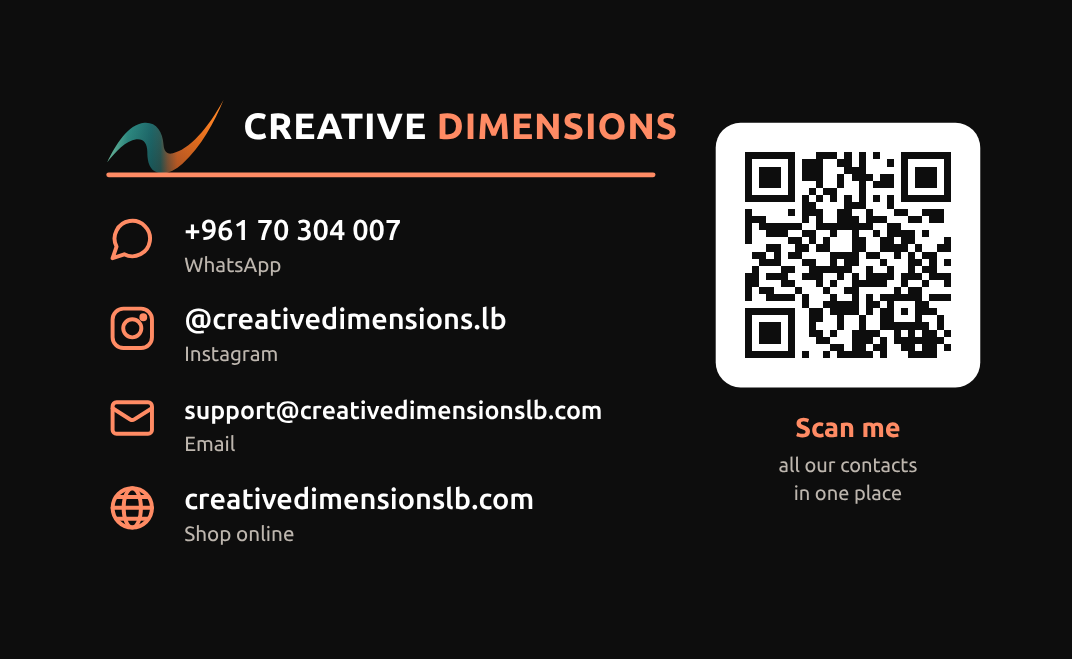 CREATIVE DIMENSIONS
+961 70 304 007
WhatsApp
@creativedimensions.lb
Instagram
support@creativedimensionslb.com
Email
creativedimensionslb.com
Shop online
Scan me
all our contacts
in one place